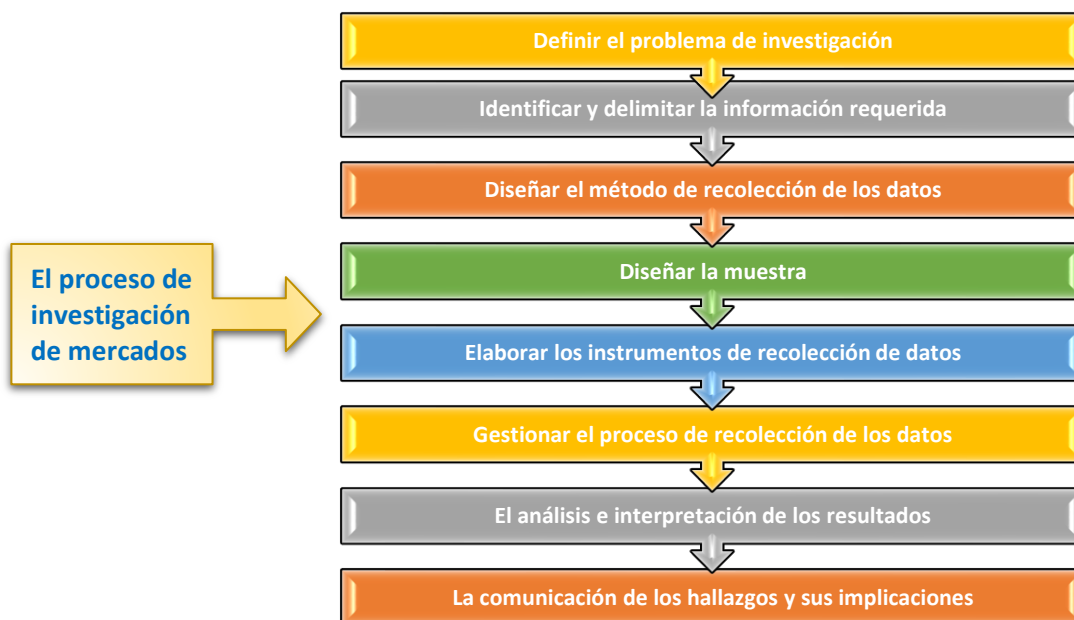 El proceso de
investigación
de mercados
Definir el problema de investigación
Identificar y delimitar la información requerida
Diseñar el método de recolección de los datos
Diseñar la muestra
Elaborar los instrumentos de recolección de datos
Gestionar el proceso de recolección de los datos
El análisis e interpretación de los resultados
La comunicación de los hallazgos y sus implicaciones